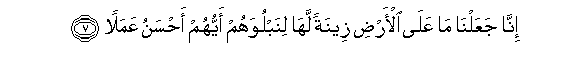 إِنَّا جَعَلْنَا مَا عَلَى ٱلْأَرْضِ زِينَةً لَّهَا لِنَبْلُوَهُمْ أَيُّهُمْ أَحْسَنُ عَمَلًا ﴿٧﴾